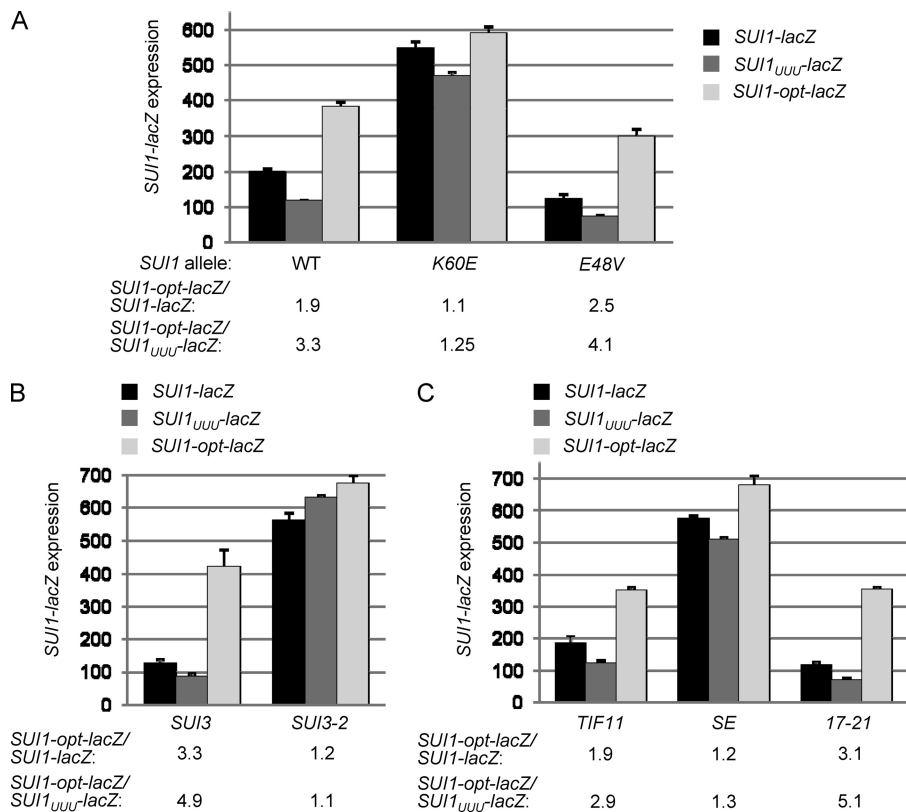 A
SUI1-lacZ expression
600
500
400
300
200
100
0
SUI1-lacZ
SUI1UUU-lacZ
SUI1-opt-lacZ
SUI1 allele: WT K60E E48V
SUI1-opt-lacZ/
SUI1-lacZ: 1.9 1.1 2.5
SUI1-opt-lacZ/
SUI1UUU-lacZ: 3.3 1.25 4.1
B
SUI1-lacZ
SUI1UUU-lacZ
SUI1-opt-lacZ
SUI1-lacZ expression
700
600
500
400
300
200
100
0
SUI3 SUI3-2
SUI1-opt-lacZ/
SUI1-lacZ: 3.3 1.2
SUI1-opt-lacZ/
SUI1UUU-lacZ: 4.9 1.1
C
SUI1-lacZ
SUI1UUU-lacZ
SUI1-opt-lacZ
SUI1-lacZ expression
700
600
500
400
300
200
100
0
TIF11 SE 17-21
SUI1-opt-lacZ/
SUI1-lacZ: 1.9 1.2 3.1
SUI1-opt-lacZ/
SUI1UUU-lacZ: 2.9 1.3 5.1